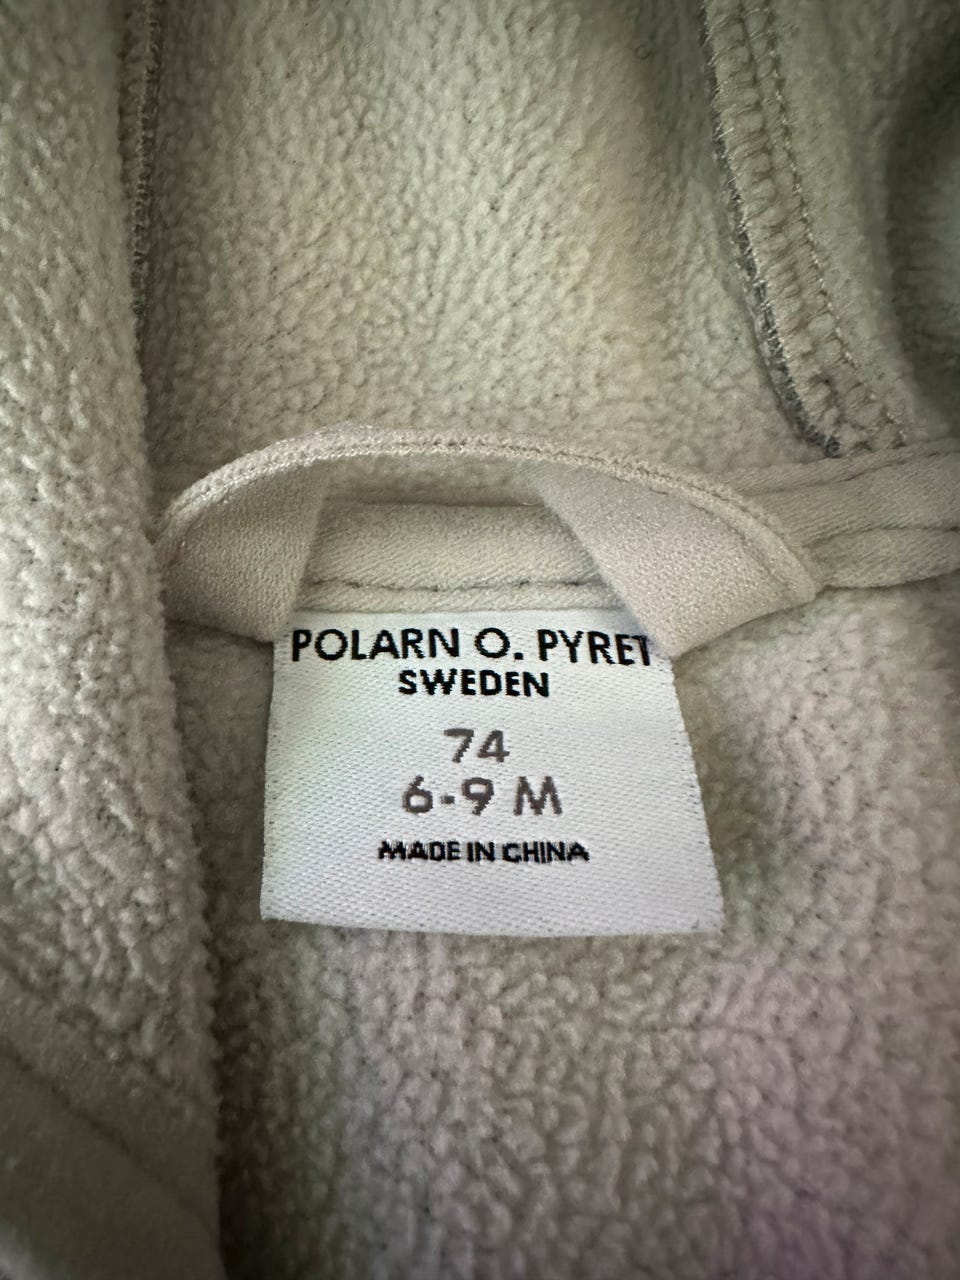 POLARN O. PYRET
SWEDEN
74
6-9 M
MADE IN CHINA